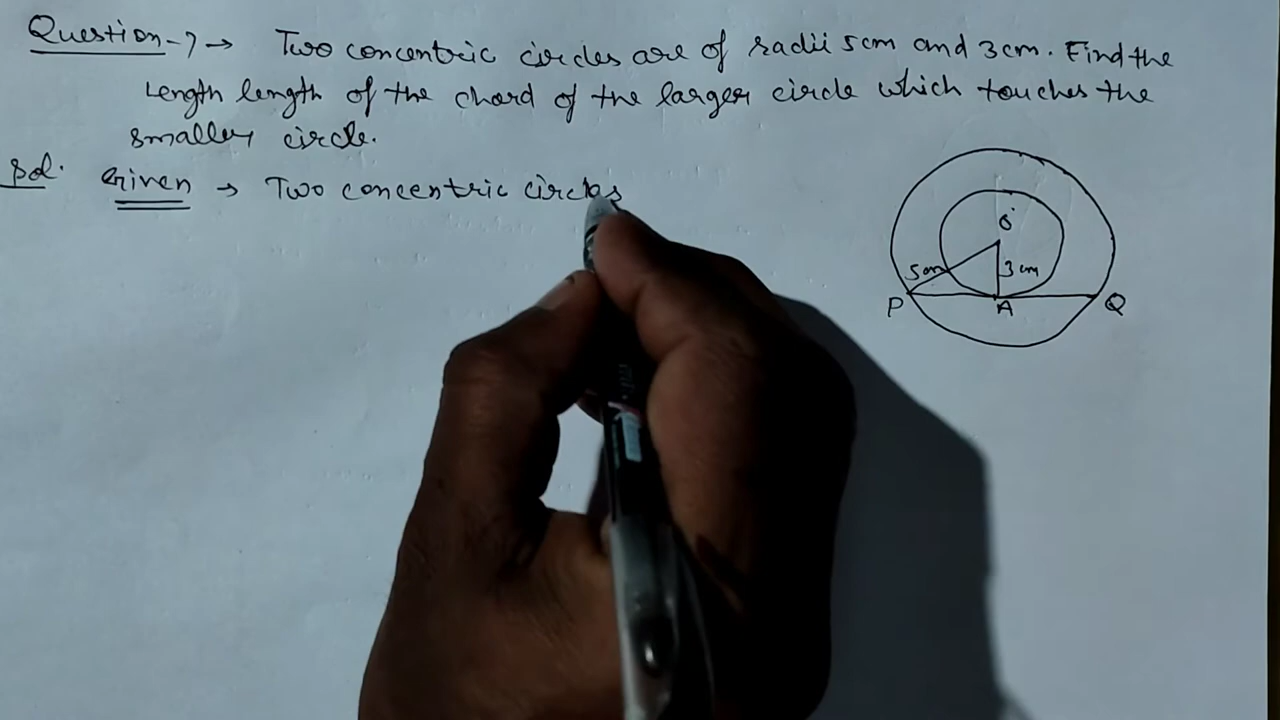 Question-7 → Two concentric circles are of radii 5cm and 3cm. Find the
Length length of the chord of the larger circle which touches the
smaller circle.
Sol. Given → Two concentric circles
O
5cm 3cm
P A Q